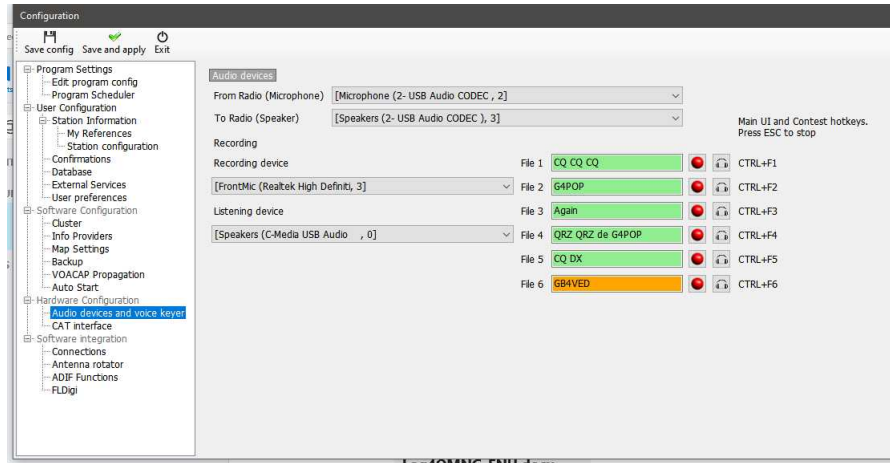 Configuration
Save config Save and apply Exit
Program Settings
Edit program config
Program Scheduler
User Configuration
Station Information
My References
Station configuration
Confirmations
Database
External Services
User preferences
Software Configuration
Cluster
Info Providers
Map Settings
Backup
VOACAP Propagation
Auto Start
Hardware Configuration
Audio devices and voice keyer
CAT interface
Software integration
Connections
Antenna rotator
ADIF Functions
FLDigi
Audio devices
From Radio (Microphone) [Microphone (2- USB Audio CODEC , 2]
To Radio (Speaker) [Speakers (2- USB Audio CODEC ), 3]
Main UI and Contest hotkeys.
Press ESC to stop
Recording
Recording device
[FrontMic (Realtek High Definiti, 3]
Listening device
[Speakers (C-Media USB Audio , 0]
File 1 CQ CQ CQ CTRL+F1
File 2 G4POP CTRL+F2
File 3 Again CTRL+F3
File 4 QRZ QRZ de G4POP CTRL+F4
File 5 CQ DX CTRL+F5
File 6 GB4VED CTRL+F6